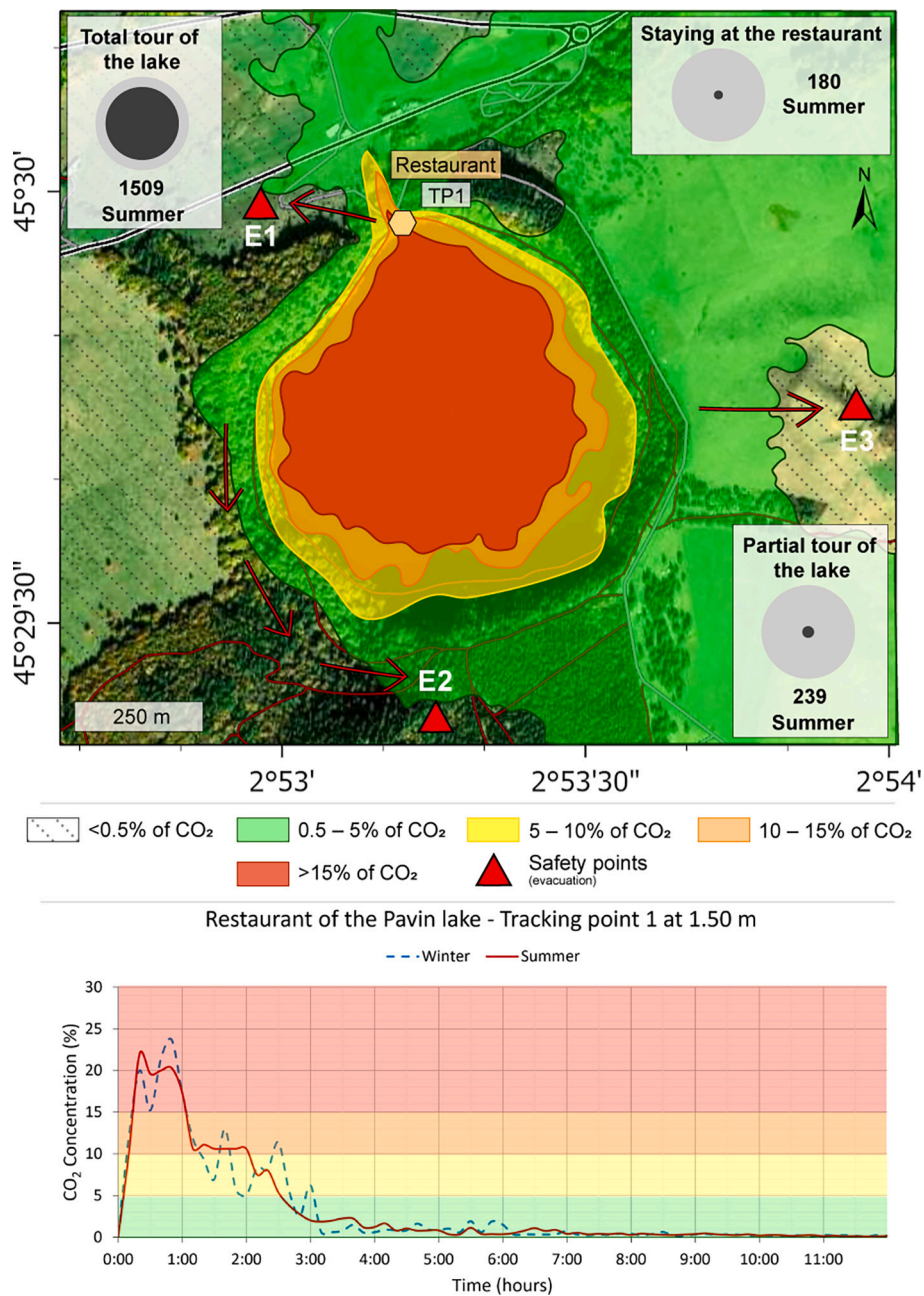 Total tour of
the lake
1509
Summer
Staying at the restaurant
180
Summer
Restaurant
TP1
N
E1
E3
E2
Partial tour of
the lake
239
Summer
250 m
45°30'
45°29'30"
2°53'
2°53'30"
2°54'
<0.5% of CO₂
0.5 – 5% of CO₂
5 – 10% of CO₂
10 – 15% of CO₂
>15% of CO₂
Safety points
(evacuation)
Restaurant of the Pavin lake - Tracking point 1 at 1.50 m
Winter
Summer
CO₂ Concentration (%)
30
25
20
15
10
5
0
0:00 1:00 2:00 3:00 4:00 5:00 6:00 7:00 8:00 9:00 10:00 11:00
Time (hours)